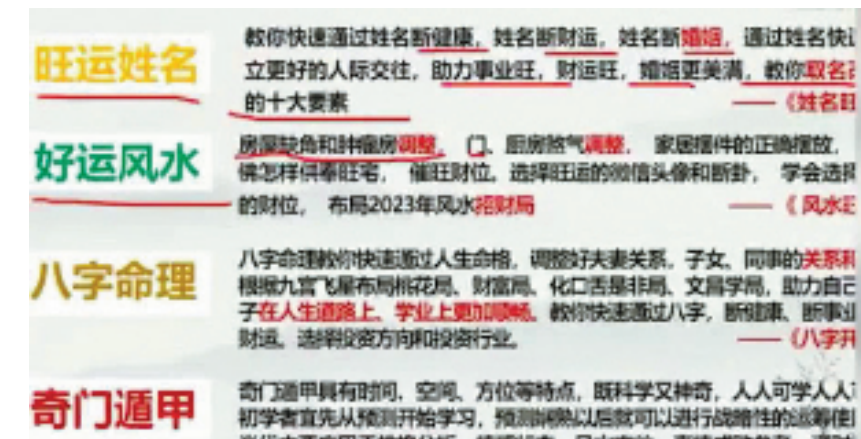 旺运姓名
教你快速通过姓名断健康，姓名断财运，姓名断婚姻，通过姓名快
立更好的人际交往，助力事业旺，财运旺，婚姻更美满，教你取名
的十大要素 ——《姓名旺
好运风水
房屋缺角和肿瘤房调整，门、厨房煞气调整，家居摆件的正确摆放，
佛怎样供奉旺宅，催旺财位。选择旺运的微信头像和断卦，学会选择
的财位，布局2023年风水招财局 ——《风水旺
八字命理
八字命理教你快速通过人生命格，调整好夫妻关系，子女、同事的关系和
根据九宫飞星布局桃花局、财富局、化口舌是非局、文昌学局，助力自己
子在人生道路上、学业上更加顺畅。教你快速通过八字，断健康、断事业
财运。选择投资方向和投资行业。 ——《八字开
奇门遁甲
奇门遁甲具有时间、空间、方位等特点，既科学又神奇，人人可学人人
初学者宜先从预测开始学习，预测娴熟以后就可以进行战略性的运筹